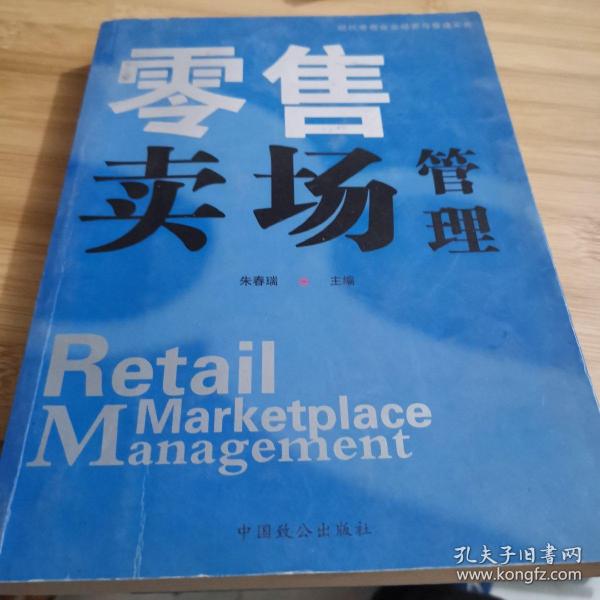 零售
卖场管理
朱春瑞 主编
Retail
Marketplace
Management
中国致公出版社
孔夫子旧书网
www.kongfz.com